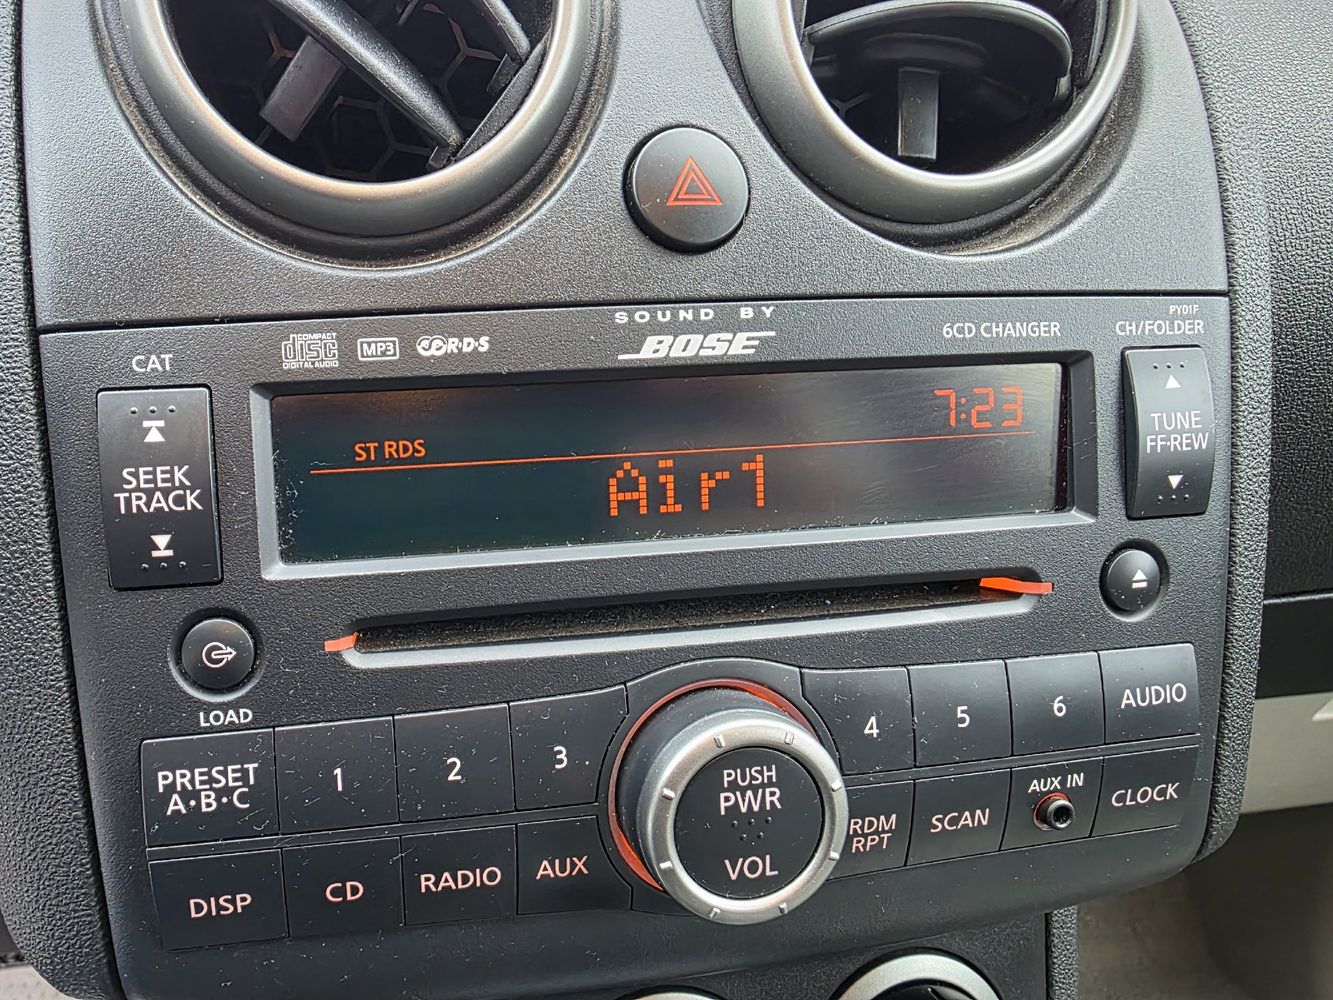 SOUND BY
BOSE
COMPACT
disc
DIGITAL AUDIO
MP3
R·D·S
6CD CHANGER
PY01F
CH/FOLDER
CAT
SEEK
TRACK
7:23
ST RDS
Air1
TUNE
FF·REW
LOAD
PRESET
A·B·C
1
2
3
4
5
6
AUDIO
PUSH
PWR
VOL
DISP
CD
RADIO
AUX
RDM
RPT
SCAN
AUX IN
CLOCK